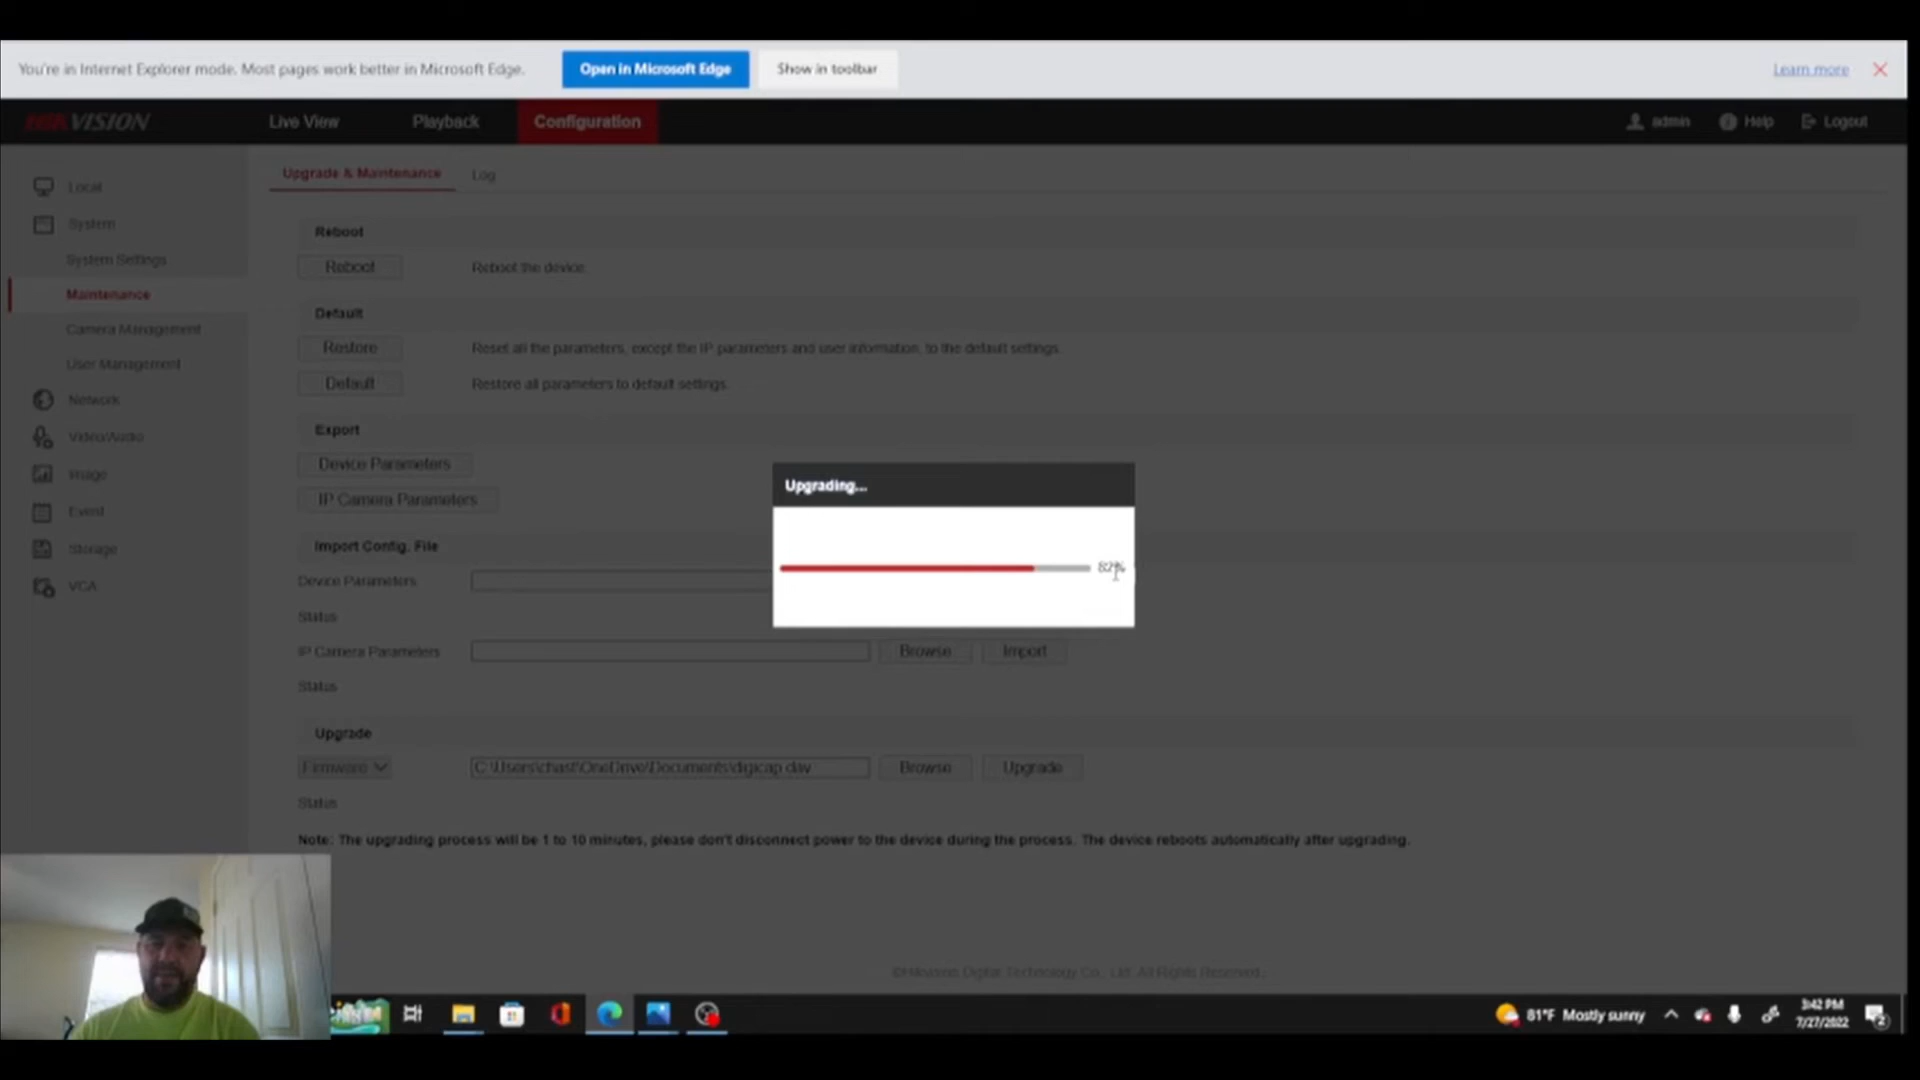 You're in Internet Explorer mode. Most pages work better in Microsoft Edge. Open in Microsoft Edge Show in toolbar Learn more
HIKVISION Live View Playback Configuration admin Help Logout
Upgrade & Maintenance Log
Local
System
System Settings
Maintenance
Camera Management
User Management
Network
Video/Audio
Image
Event
Storage
VCA
Reboot
Reboot Reboot the device.
Default
Restore Reset all the parameters, except the IP parameters and user information, to the default settings.
Default Restore all parameters to default settings.
Export
Device Parameters
IP Camera Parameters
Import Config. File
Device Parameters
Status
IP Camera Parameters Browse Import
Status
Upgrade
Firmware C:\Users\chast\OneDrive\Documents\digicap.dav Browse Upgrade
Status
Note: The upgrading process will be 1 to 10 minutes, please don't disconnect power to the device during the process. The device reboots automatically after upgrading.
Upgrading...
82%
©Hikvision Digital Technology Co., Ltd. All Rights Reserved.
81°F Mostly sunny
3:42 PM
7/27/2022
2